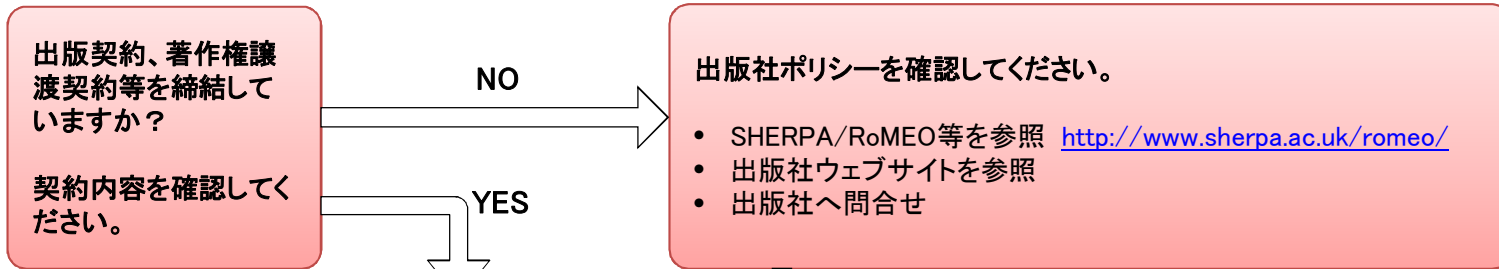 出版契約、著作権譲
渡契約等を締結して
いますか？
契約内容を確認してく
ださい。
NO
YES
出版社ポリシーを確認してください。
• SHERPA/RoMEO等を参照 http://www.sherpa.ac.uk/romeo/
• 出版社ウェブサイトを参照
• 出版社へ問合せ